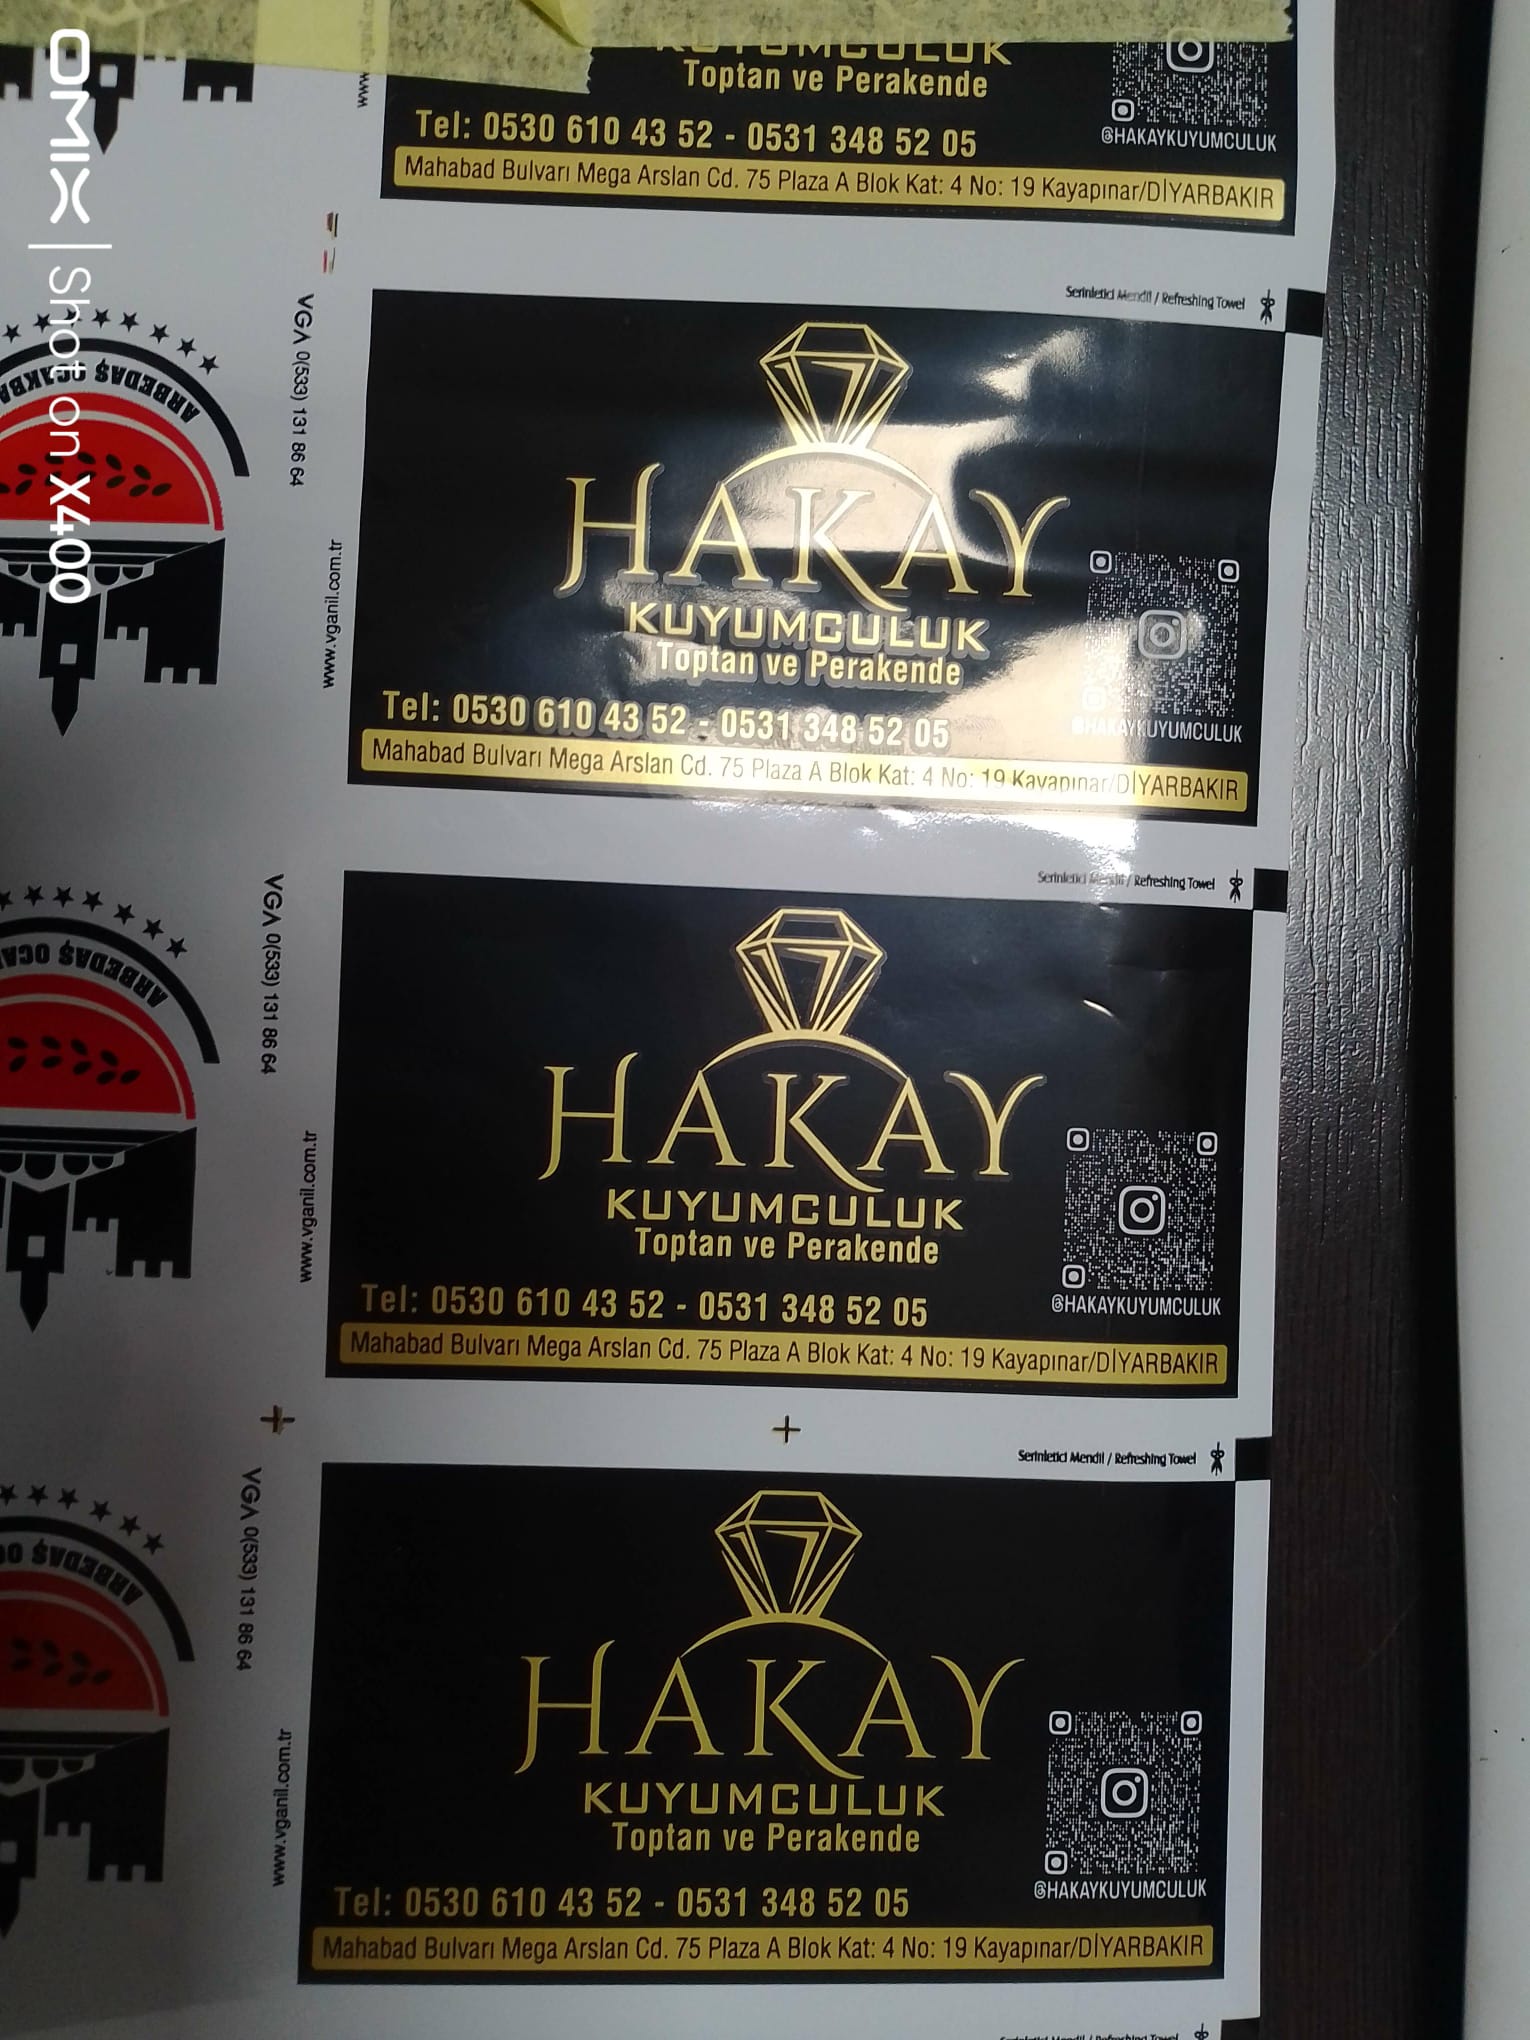 KUYUMCULUK
Toptan ve Perakende
Tel: 0530 610 43 52 - 0531 348 52 05
@HAKAYKUYUMCULUK
Mahabad Bulvarı Mega Arslan Cd. 75 Plaza A Blok Kat: 4 No: 19 Kayapınar/DİYARBAKIR
Serinletici Mendil / Refreshing Towel
HAKAY
KUYUMCULUK
Toptan ve Perakende
Tel: 0530 610 43 52 - 0531 348 52 05
@HAKAYKUYUMCULUK
Mahabad Bulvarı Mega Arslan Cd. 75 Plaza A Blok Kat: 4 No: 19 Kayapınar/DİYARBAKIR
Serinletici Mendil / Refreshing Towel
HAKAY
KUYUMCULUK
Toptan ve Perakende
Tel: 0530 610 43 52 - 0531 348 52 05
@HAKAYKUYUMCULUK
Mahabad Bulvarı Mega Arslan Cd. 75 Plaza A Blok Kat: 4 No: 19 Kayapınar/DİYARBAKIR
Serinletici Mendil / Refreshing Towel
HAKAY
KUYUMCULUK
Toptan ve Perakende
Tel: 0530 610 43 52 - 0531 348 52 05
@HAKAYKUYUMCULUK
Mahabad Bulvarı Mega Arslan Cd. 75 Plaza A Blok Kat: 4 No: 19 Kayapınar/DİYARBAKIR
Serinletici Mendil / Refreshing Towel
VGA 0(533) 131 86 64
www.vganil.com.tr
VGA 0(533) 131 86 64
www.vganil.com.tr
VGA 0(533) 131 86 64
www.vganil.com.tr
ARBEDAŞ
ARBEDAŞ
ARBEDAŞ
OMIX | Shot on X400